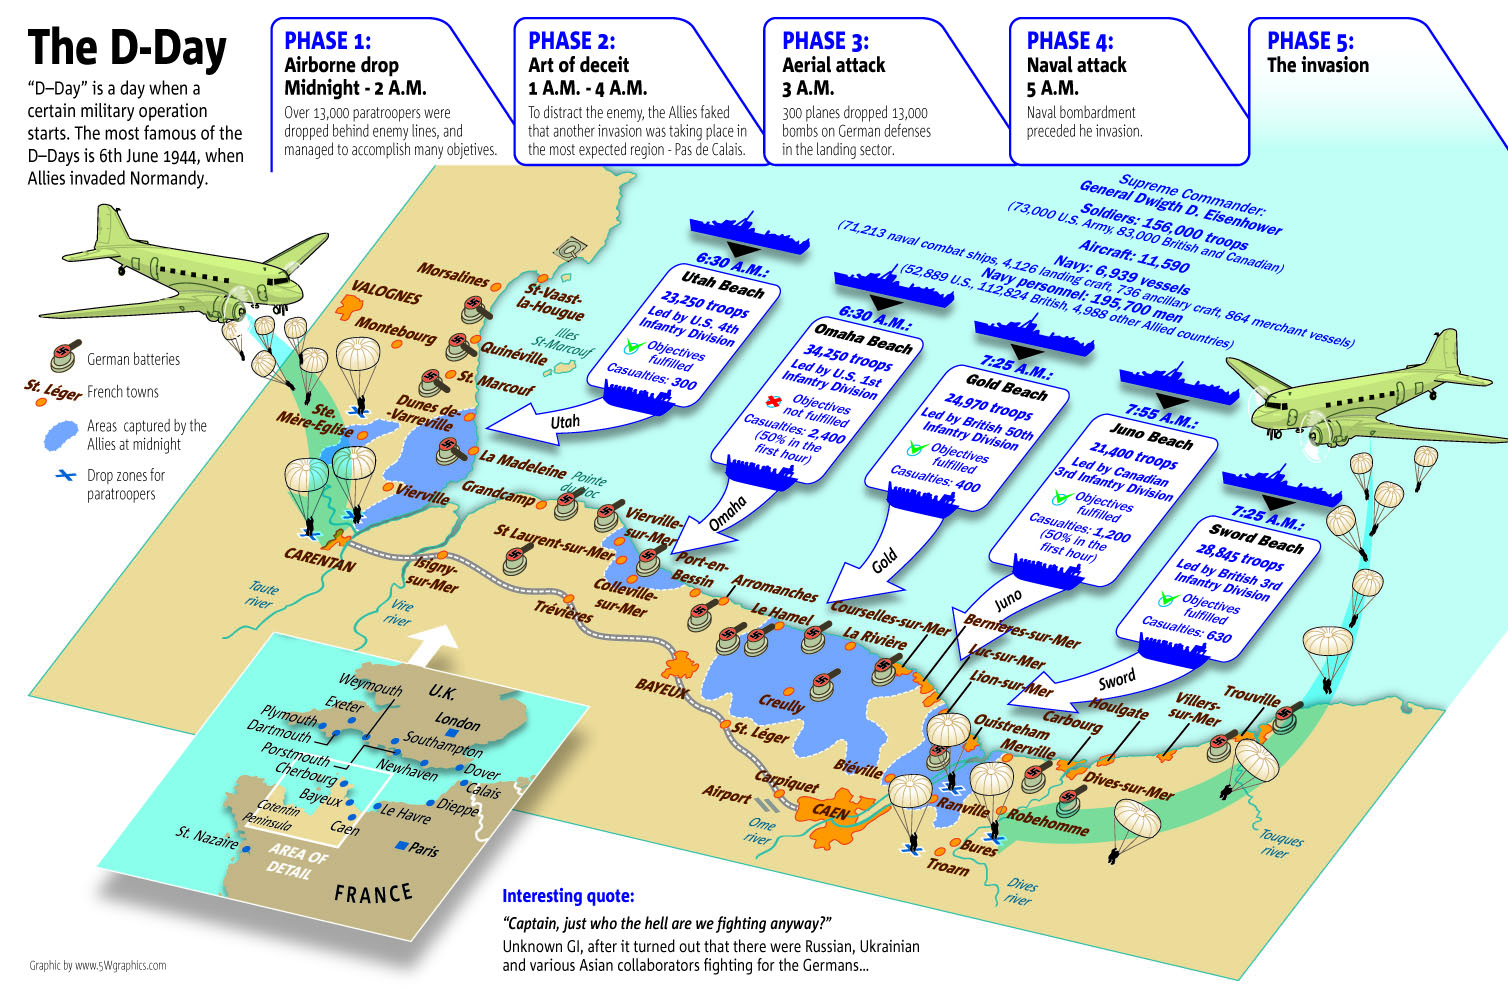 The D-Day
“D–Day” is a day when a
certain military operation
starts. The most famous of the
D–Days is 6th June 1944, when
Allies invaded Normandy.
PHASE 1:
Airborne drop
Midnight - 2 A.M.
Over 13,000 paratroopers were
dropped behind enemy lines, and
managed to accomplish many objetives.
PHASE 2:
Art of deceit
1 A.M. - 4 A.M.
To distract the enemy, the Allies faked
that another invasion was taking place in
the most expected region - Pas de Calais.
PHASE 3:
Aerial attack
3 A.M.
300 planes dropped 13,000
bombs on German defenses
in the landing sector.
PHASE 4:
Naval attack
5 A.M.
Naval bombardment
preceded he invasion.
PHASE 5:
The invasion
Supreme Commander:
General Dwigth D. Eisenhower
Soldiers: 156,000 troops
(73,000 U.S. Army, 83,000 British and Canadian)
Aircraft: 11,590
Navy: 6,939 vessels
(71,213 naval combat ships, 4,126 landing craft, 736 ancillary craft, 864 merchant vessels)
Navy personnel: 195,700 men
(52,889 U.S., 112,824 British, 4,988 other Allied countries)
German batteries
St. Léger
French towns
Areas captured by the
Allies at midnight
Drop zones for
paratroopers
6:30 A.M.:
Utah Beach
23,250 troops
Led by U.S. 4th
Infantry Division
Objectives
fulfilled
Casualties: 300
Utah
6:30 A.M.:
Omaha Beach
34,250 troops
Led by U.S. 1st
Infantry Division
Objectives
not fulfilled
Casualties: 2,400
(50% in the
first hour)
Omaha
7:25 A.M.:
Gold Beach
24,970 troops
Led by British 50th
Infantry Division
Objectives
fulfilled
Casualties: 400
Gold
7:55 A.M.:
Juno Beach
21,400 troops
Led by Canadian
3rd Infantry Division
Objectives
fulfilled
Casualties: 1,200
(50% in the
first hour)
Juno
7:25 A.M.:
Sword Beach
28,845 troops
Led by British 3rd
Infantry Division
Objectives
fulfilled
Casualties: 630
Sword
Morsalines
VALOGNES
St-Vaast-
la-Hougue
Montebourg
Quinéville
Illes
St-Marcouf
St. Marcouf
Ste.
Mère-Eglise
Dunes de-
-Varreville
La Madeleine
Vierville
Grandcamp
Pointe
du Hoc
CARENTAN
St Laurent-sur-Mer
Vierville-
sur-Mer
Isigny-
sur-Mer
Colleville-
sur-Mer
Port-en-
Bessin
Trévières
Arromanches
Le Hamel
Taute
river
Vire
river
Courselles-sur-Mer
La Rivière
Bernières-sur-Mer
Luc-sur-Mer
Lion-sur-Mer
BAYEUX
Creully
St. Léger
Ouistreham
Merville
Carbourg
Houlgate
Villers-
sur-Mer
Trouville
Dives-sur-Mer
Biéville
Carpiquet
Airport
CAEN
Orne
river
Ranville
Robehomme
Bures
Troarn
Dives
river
Touques
river
Weymouth
U.K.
Exeter
London
Plymouth
Dartmouth
Southampton
Porstmouth
Newhaven
Dover
Cherbourg
Calais
Bayeux
Dieppe
Le Havre
Cotentin
Peninsula
Caen
St. Nazaire
Paris
AREA OF
DETAIL
FRANCE
Interesting quote:
“Captain, just who the hell are we fighting anyway?”
Unknown GI, after it turned out that there were Russian, Ukrainian
and various Asian collaborators fighting for the Germans...
Graphic by www.5Wgraphics.com